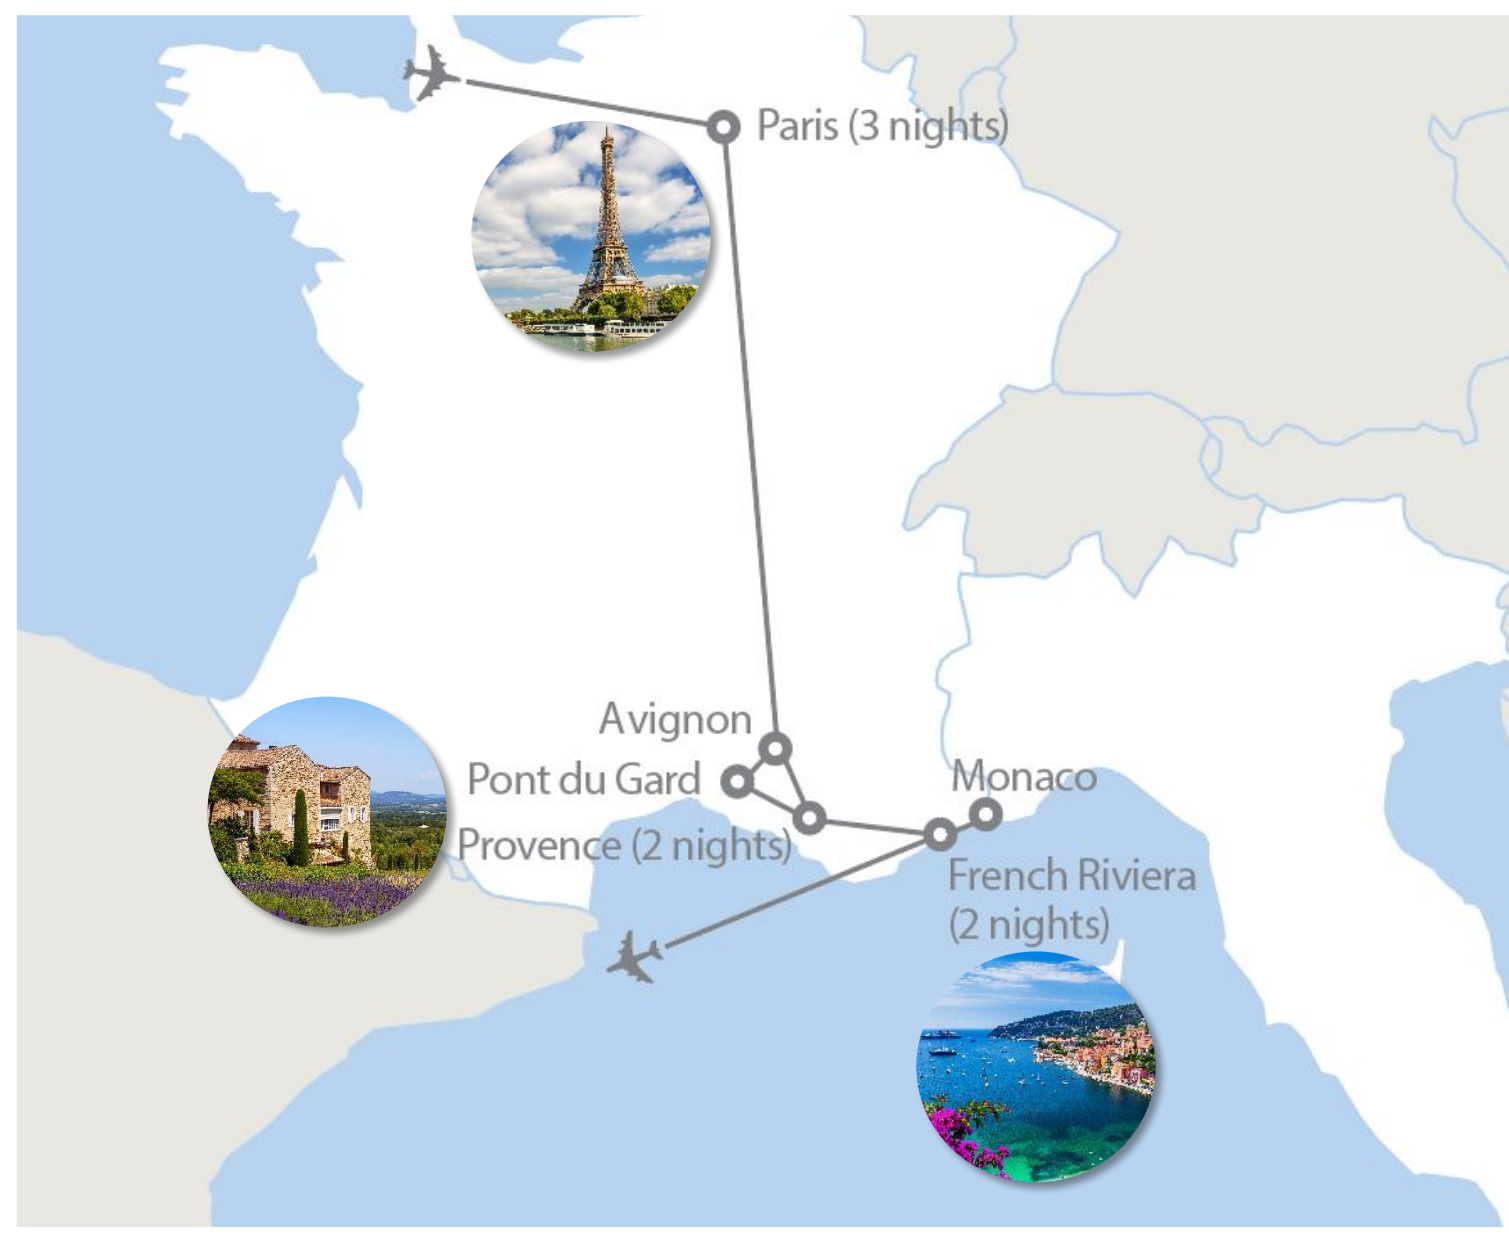 Paris (3 nights)
Avignon
Pont du Gard
Monaco
Provence (2 nights)
French Riviera
(2 nights)